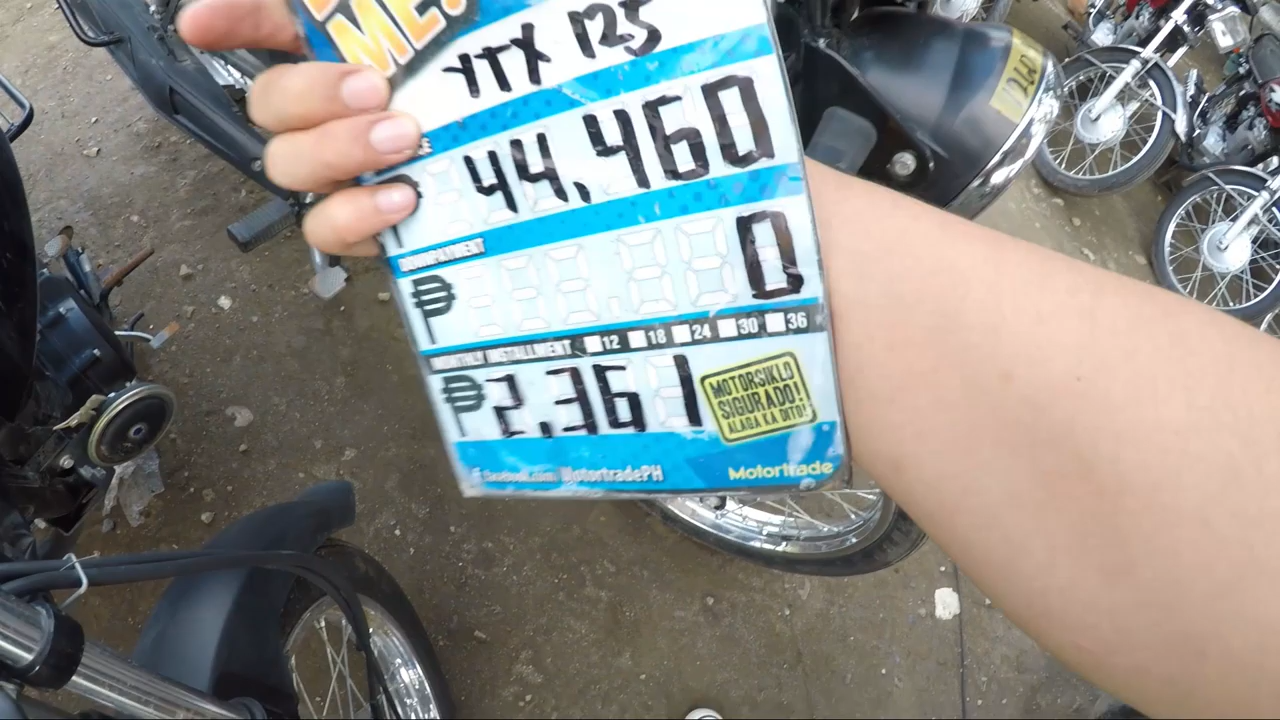 ME!
YTX 125
₱ 44,460
DOWNPAYMENT
₱ 0
MONTHLY INSTALLMENT 12 18 24 30 36
₱ 2,361
MOTORSIKLO
SIGURADO!
ALAGA KA DITO!
facebook.com/MotortradePH
Motortrade